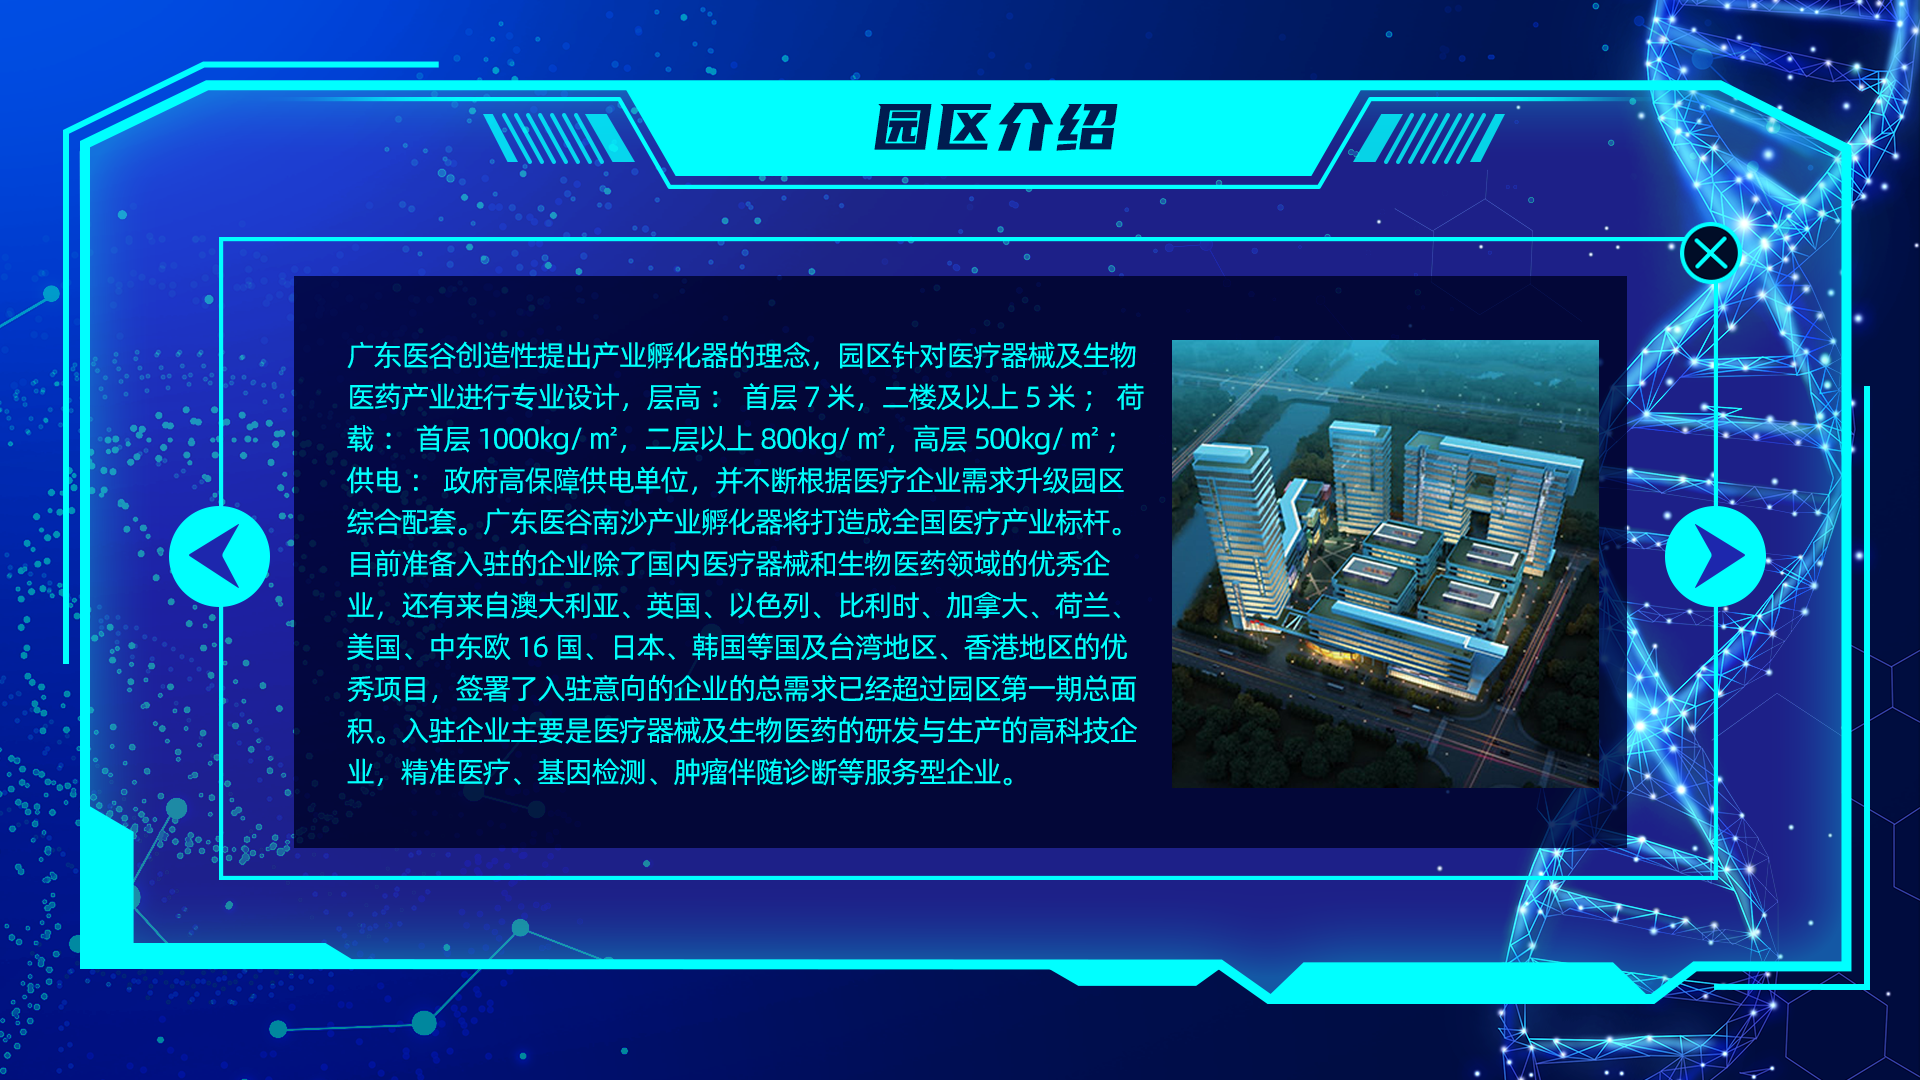 园区介绍
广东医谷创造性提出产业孵化器的理念，园区针对医疗器械及生物
医药产业进行专业设计，层高： 首层 7 米，二楼及以上 5 米； 荷
载： 首层 1000kg/ ㎡，二层以上 800kg/ ㎡，高层 500kg/ ㎡；
供电： 政府高保障供电单位，并不断根据医疗企业需求升级园区
综合配套。广东医谷南沙产业孵化器将打造成全国医疗产业标杆。
目前准备入驻的企业除了国内医疗器械和生物医药领域的优秀企
业，还有来自澳大利亚、英国、以色列、比利时、加拿大、荷兰、
美国、中东欧 16 国、日本、韩国等国及台湾地区、香港地区的优
秀项目，签署了入驻意向的企业的总需求已经超过园区第一期总面
积。入驻企业主要是医疗器械及生物医药的研发与生产的高科技企
业，精准医疗、基因检测、肿瘤伴随诊断等服务型企业。